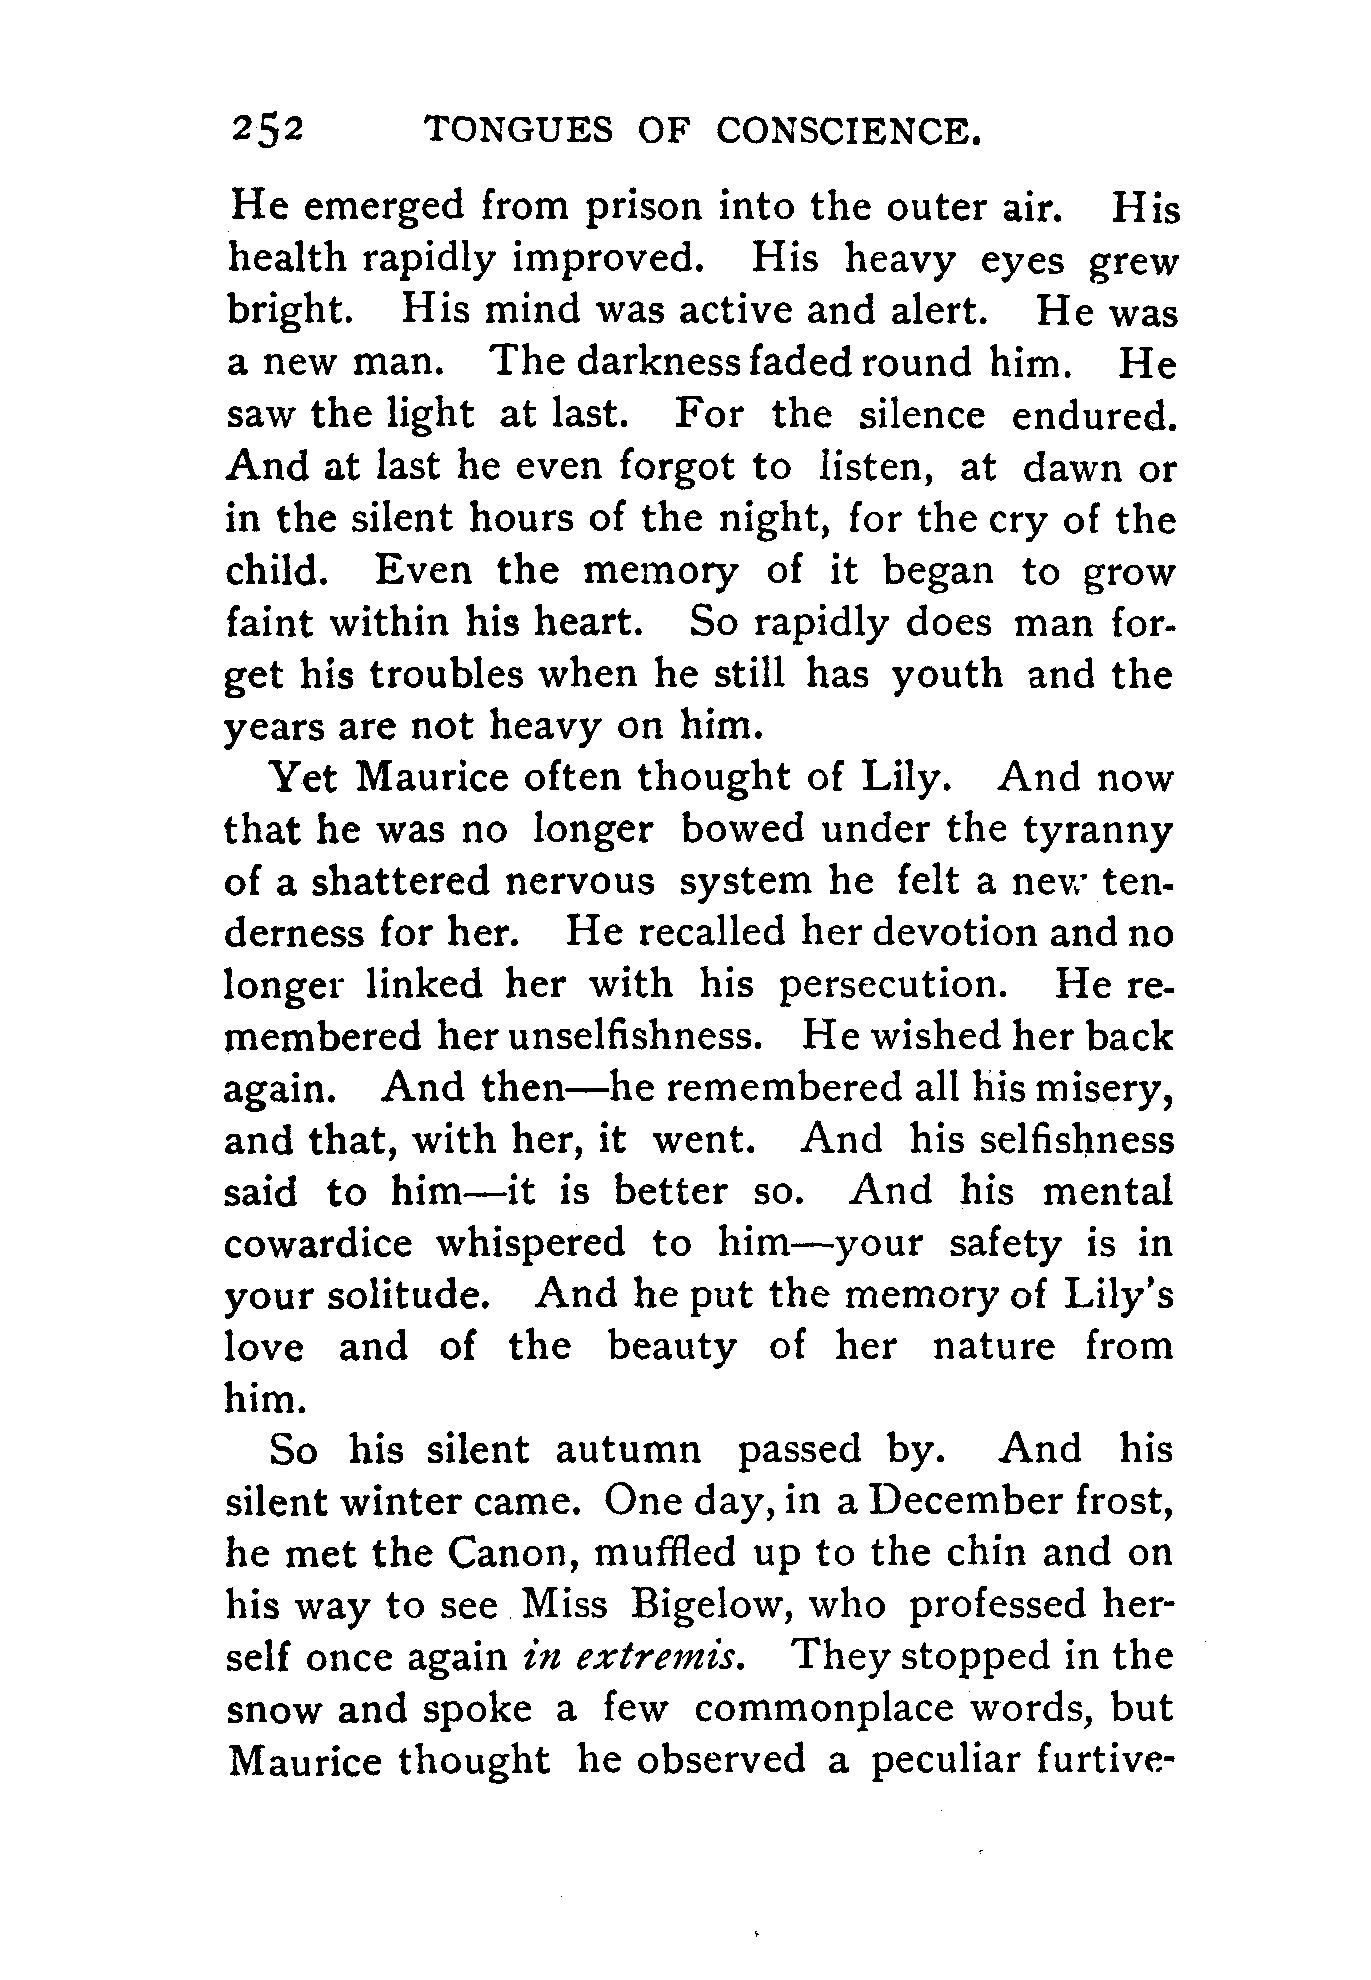 252 TONGUES OF CONSCIENCE.
He emerged from prison into the outer air. His
health rapidly improved. His heavy eyes grew
bright. His mind was active and alert. He was
a new man. The darkness faded round him. He
saw the light at last. For the silence endured.
And at last he even forgot to listen, at dawn or
in the silent hours of the night, for the cry of the
child. Even the memory of it began to grow
faint within his heart. So rapidly does man for-
get his troubles when he still has youth and the
years are not heavy on him.
Yet Maurice often thought of Lily. And now
that he was no longer bowed under the tyranny
of a shattered nervous system he felt a new ten-
derness for her. He recalled her devotion and no
longer linked her with his persecution. He re-
membered her unselfishness. He wished her back
again. And then—he remembered all his misery,
and that, with her, it went. And his selfishness
said to him—it is better so. And his mental
cowardice whispered to him—your safety is in
your solitude. And he put the memory of Lily's
love and of the beauty of her nature from
him.
So his silent autumn passed by. And his
silent winter came. One day, in a December frost,
he met the Canon, muffled up to the chin and on
his way to see Miss Bigelow, who professed her-
self once again in extremis. They stopped in the
snow and spoke a few commonplace words, but
Maurice thought he observed a peculiar furtive-